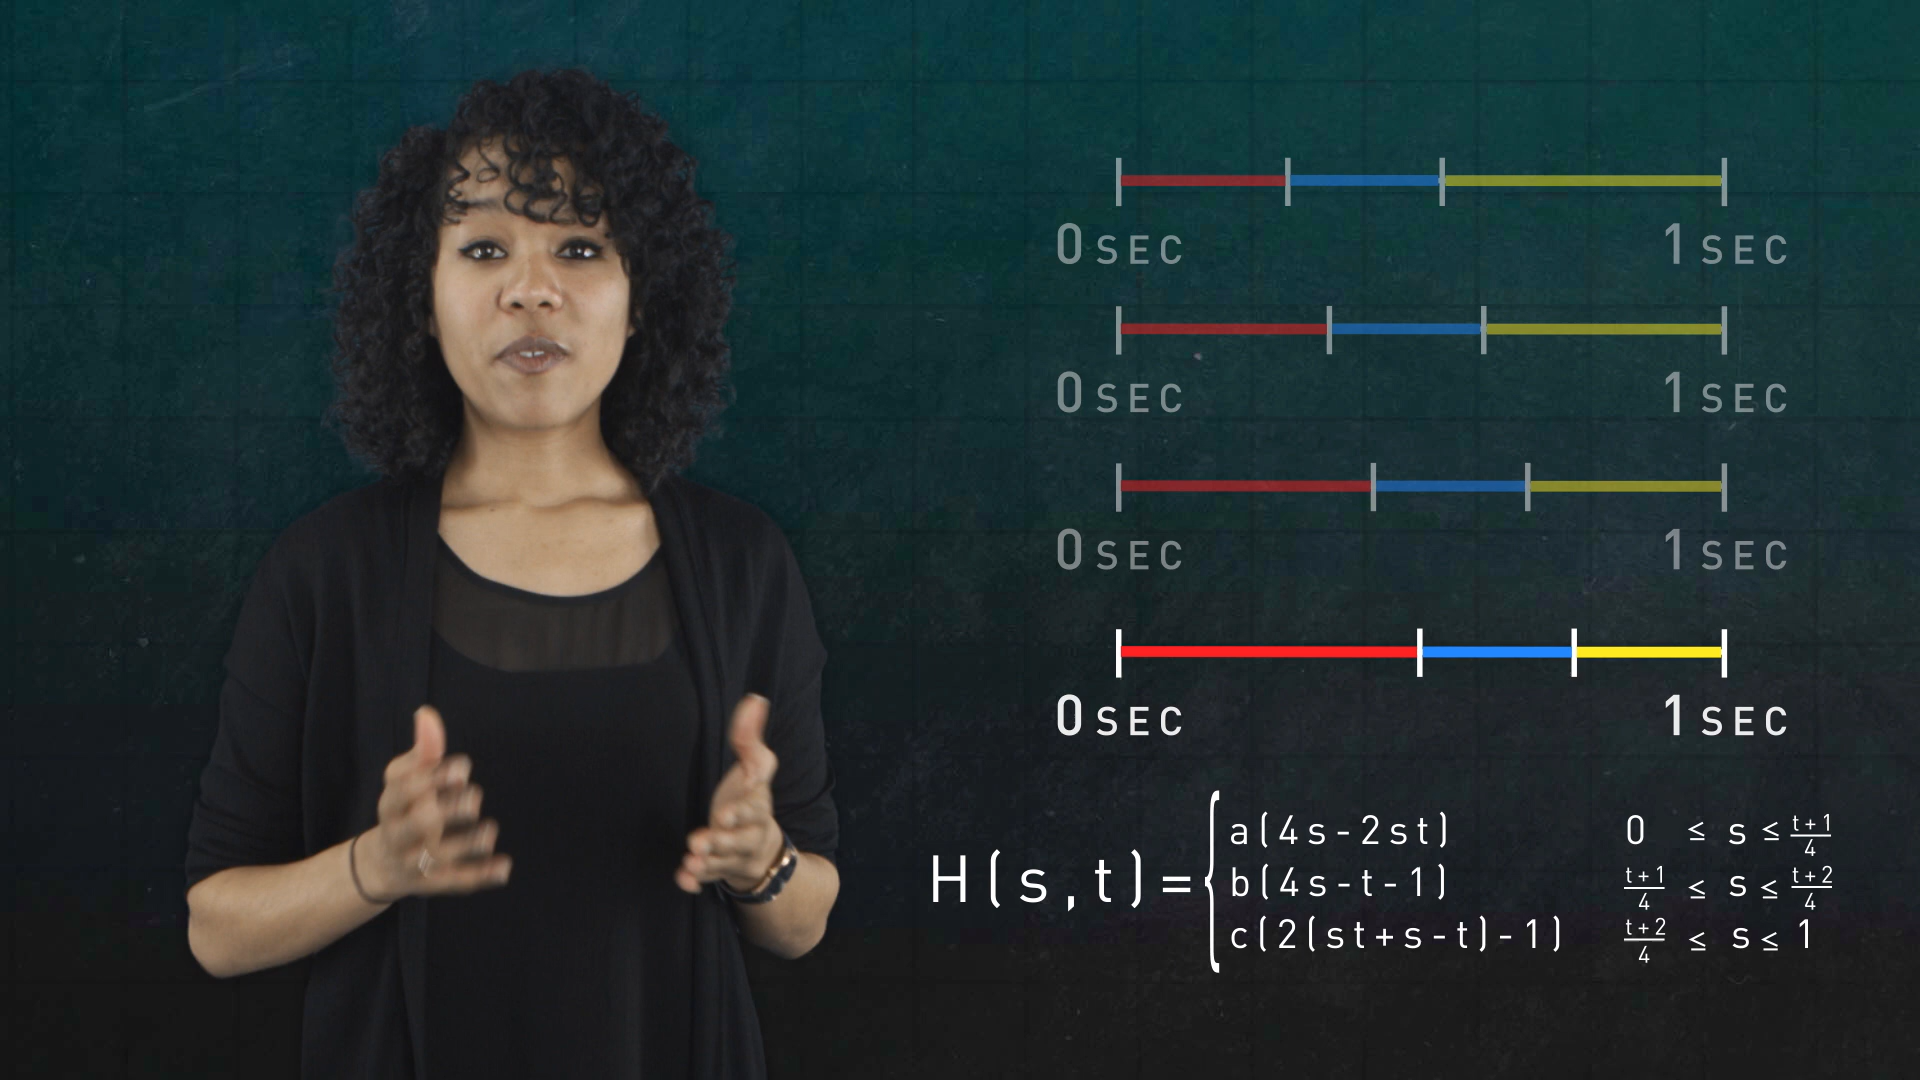 0 SEC 1 SEC
0 SEC 1 SEC
0 SEC 1 SEC
0 SEC 1 SEC
H(s,t)={
a(4s-2st) 0 ≤ s ≤ t+1/4
b(4s-t-1) t+1/4 ≤ s ≤ t+2/4
c(2(st+s-t)-1) t+2/4 ≤ s ≤ 1